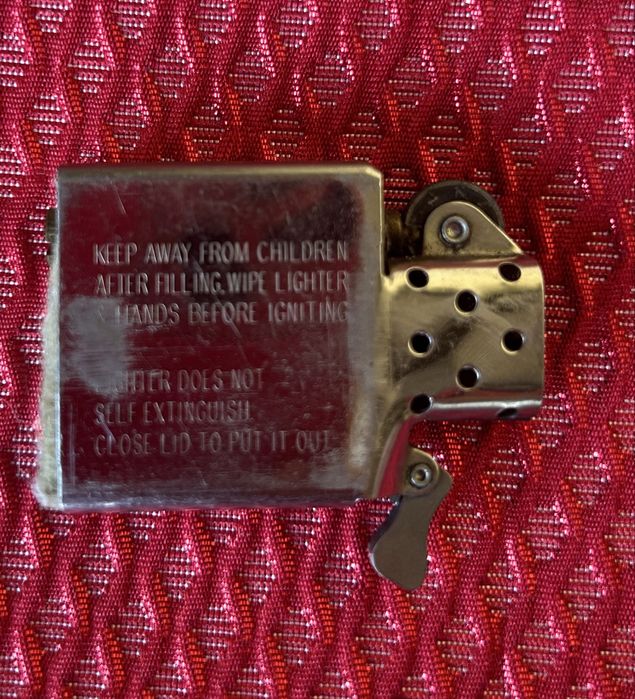 KEEP AWAY FROM CHILDREN
AFTER FILLING, WIPE LIGHTER
& HANDS BEFORE IGNITING
LIGHTER DOES NOT
SELF EXTINGUISH.
CLOSE LID TO PUT IT OUT